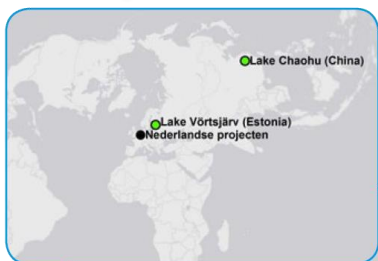 Lake Chaohu (China)
Lake Võrtsjärv (Estonia)
Nederlandse projecten